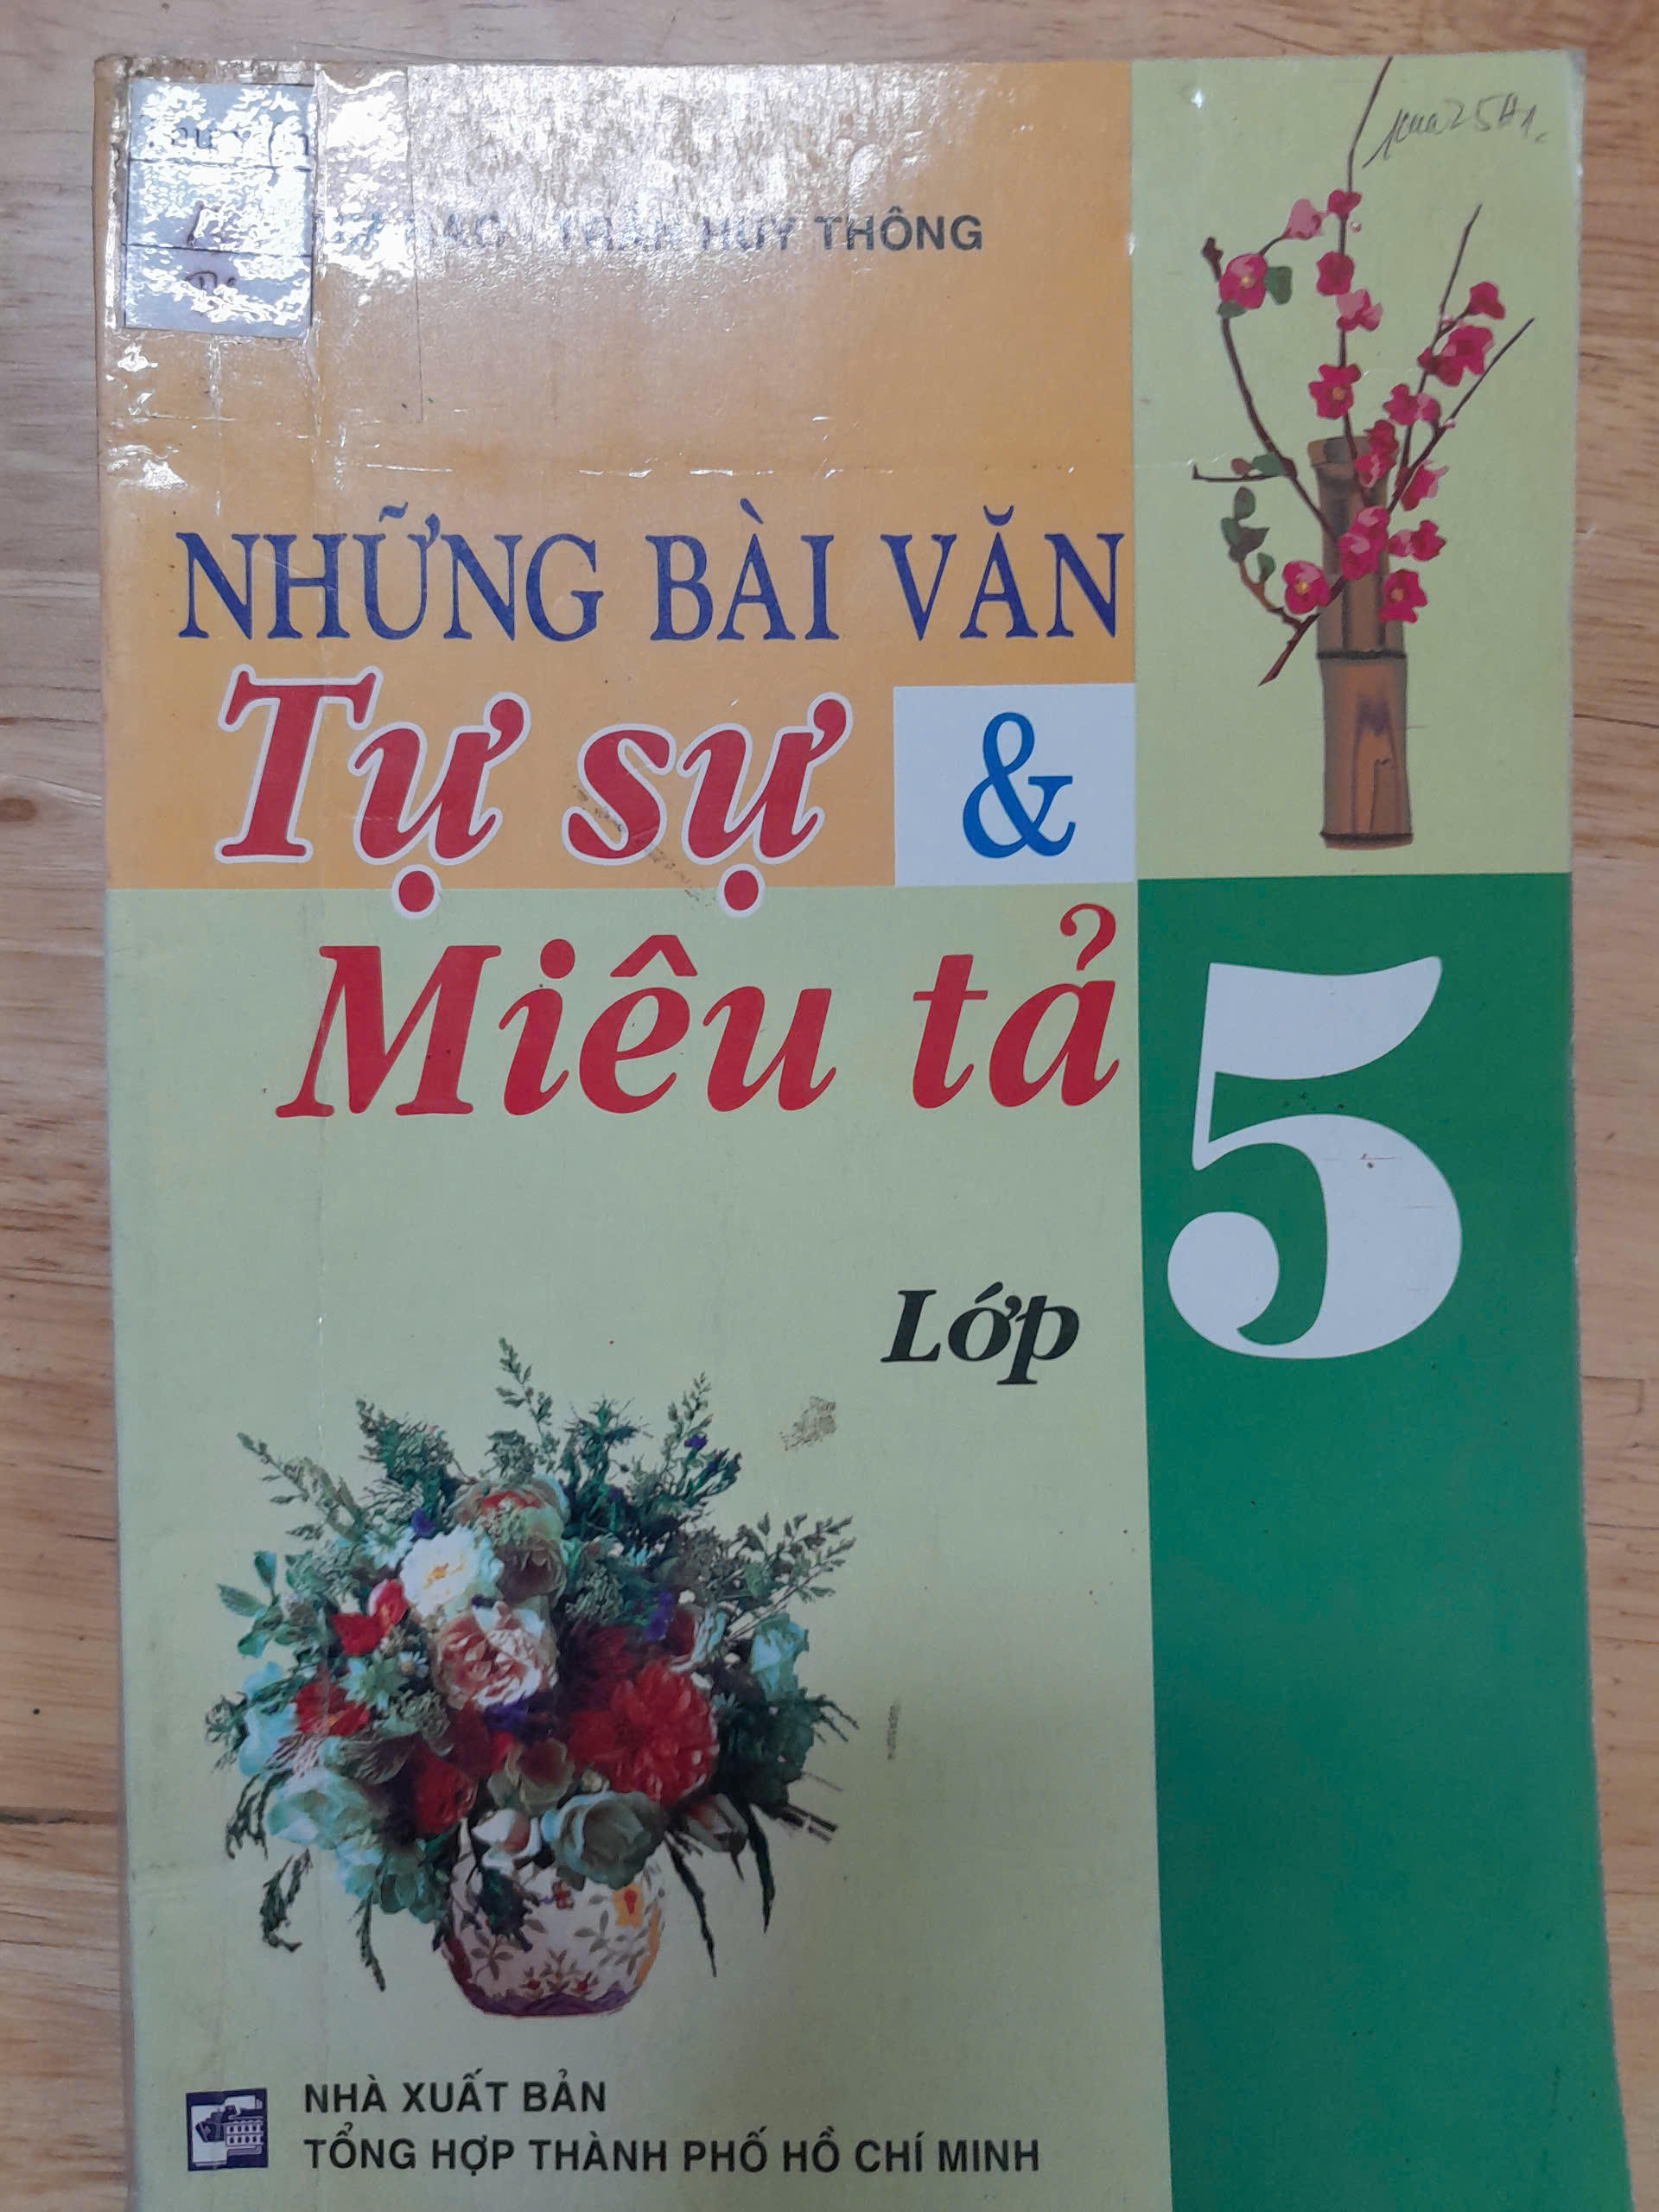 HUY THÔNG
NHỮNG BÀI VĂN
Tự sự &
Miêu tả
Lớp 5
NHÀ XUẤT BẢN
TỔNG HỢP THÀNH PHỐ HỒ CHÍ MINH